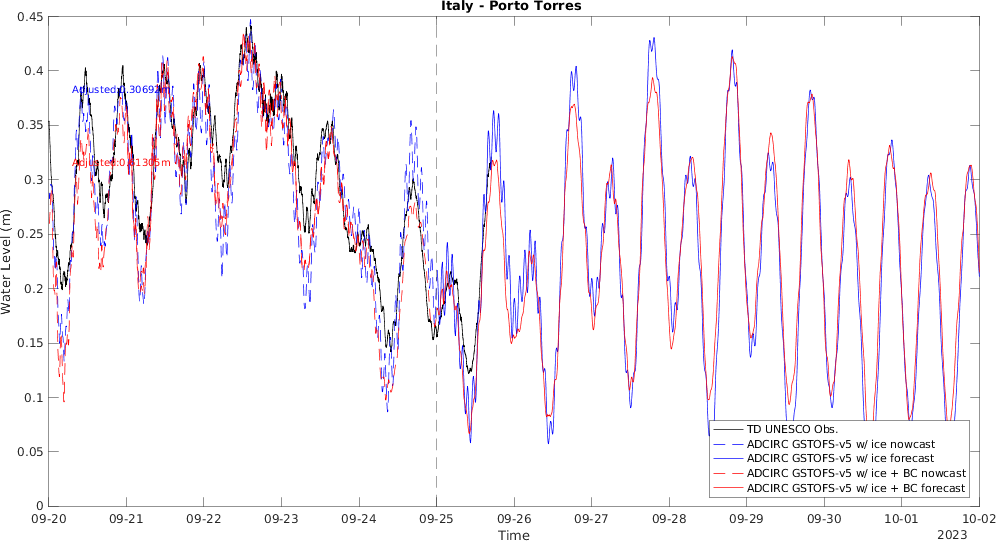 Italy - Porto Torres
0.45
0.4
0.35
0.3
0.25
0.2
0.15
0.1
0.05
0
Water Level (m)
Adjusted:0.30692m
TD UNESCO Obs.
ADCIRC GSTOFS-v5 w/ ice nowcast
ADCIRC GSTOFS-v5 w/ ice forecast
ADCIRC GSTOFS-v5 w/ ice + BC nowcast
ADCIRC GSTOFS-v5 w/ ice + BC forecast
09-20 09-21 09-22 09-23 09-24 09-25 09-26 09-27 09-28 09-29 09-30 10-01 10-02
Time
2023